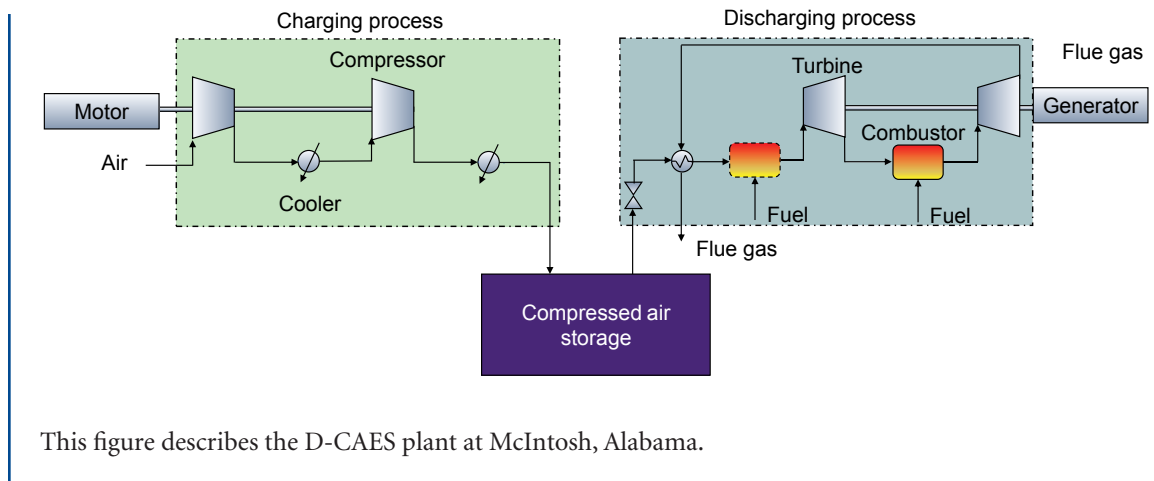 Charging process
Discharging process
Compressor
Turbine
Flue gas
Motor
Generator
Combustor
Air
Cooler
Fuel
Fuel
Flue gas
Compressed air
storage
This figure describes the D-CAES plant at McIntosh, Alabama.